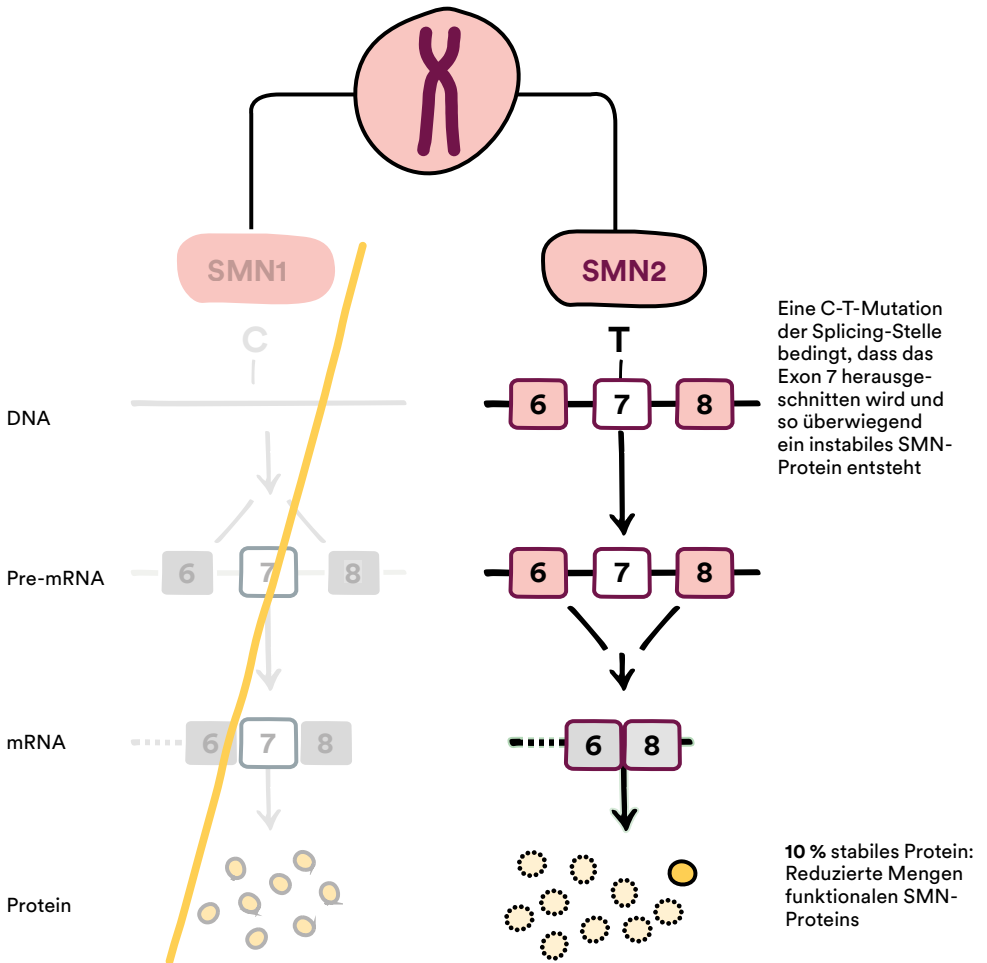 SMN1
SMN2
C
T
Eine C-T-Mutation
der Splicing-Stelle
bedingt, dass das
Exon 7 herausge-
schnitten wird und
so überwiegend
ein instabiles SMN-
Protein entsteht
DNA
6 7 8
Pre-mRNA
6 7 8
6 7 8
mRNA
6 7 8
6 8
10 % stabiles Protein:
Reduzierte Mengen
funktionalen SMN-
Proteins
Protein